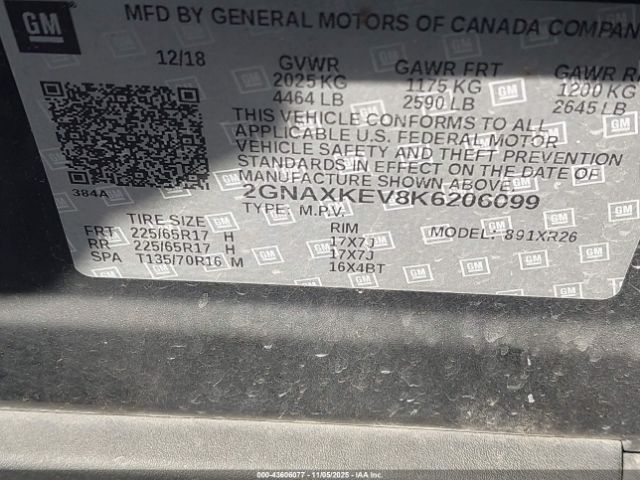 GM MFD BY GENERAL MOTORS OF CANADA COMPAN
12/18 GVWR GAWR FRT GAWR R
2025 KG 1175 KG 1200 KG
4464 LB 2590 LB 2645 LB
THIS VEHICLE CONFORMS TO ALL
APPLICABLE U.S. FEDERAL MOTOR
VEHICLE SAFETY AND THEFT PREVENTION
STANDARDS IN EFFECT ON THE DATE OF
MANUFACTURE SHOWN ABOVE.
384A 2GNAXKEV8K6206099
TYPE: M.P.V. MODEL: 891XR26
TIRE SIZE RIM
FRT 225/65R17 H 17X7J
RR 225/65R17 H 17X7J
SPA T135/70R16 M 16X4BT
00-43606077 - 11/05/2025 - IAABU